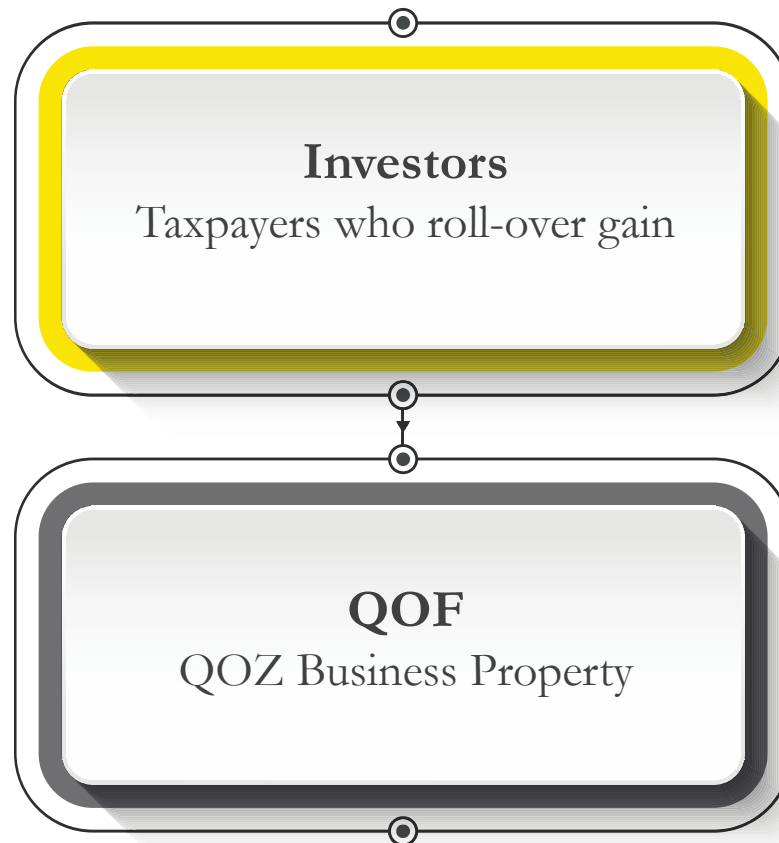 Investors
Taxpayers who roll-over gain
QOF
QOZ Business Property